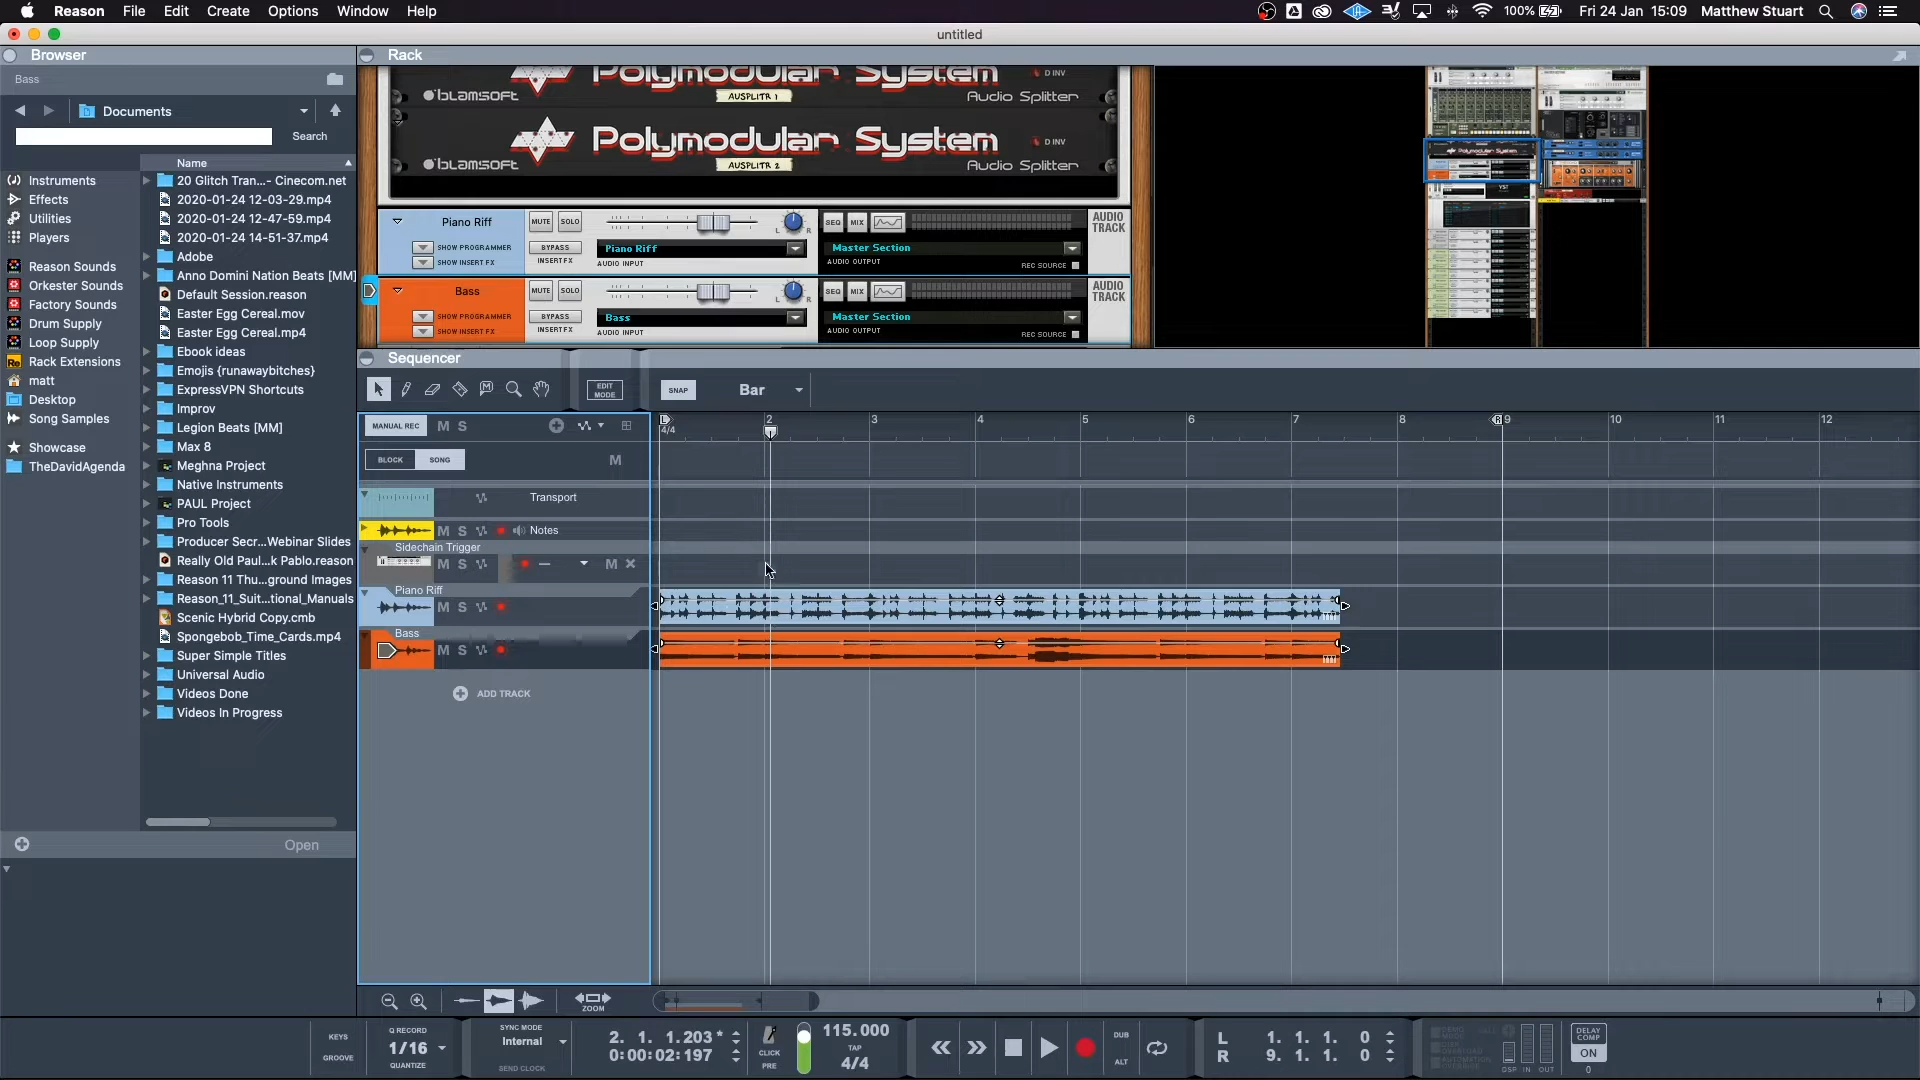 Reason File Edit Create Options Window Help
100% Fri 24 Jan 15:09 Matthew Stuart
untitled
Browser
Rack
Bass
Documents
Search
Name
Instruments
Effects
Utilities
Players
Reason Sounds
Orkester Sounds
Factory Sounds
Drum Supply
Loop Supply
Rack Extensions
matt
Desktop
Song Samples
Showcase
TheDavidAgenda
20 Glitch Tran...- Cinecom.net
2020-01-24 12-03-29.mp4
2020-01-24 12-47-59.mp4
2020-01-24 14-51-37.mp4
Adobe
Anno Domini Nation Beats [MM]
Default Session.reason
Easter Egg Cereal.mov
Easter Egg Cereal.mp4
Ebook ideas
Emojis {runawaybitches}
ExpressVPN Shortcuts
Improv
Legion Beats [MM]
Max 8
Meghna Project
Native Instruments
PAUL Project
Pro Tools
Producer Secr...Webinar Slides
Really Old Paul...k Pablo.reason
Reason 11 Thu...ground Images
Reason_11_Suit...tional_Manuals
Scenic Hybrid Copy.cmb
Spongebob_Time_Cards.mp4
Super Simple Titles
Universal Audio
Videos Done
Videos In Progress
Open
Polymodular System
D INV
blamsoft
AUSPLITR 1
Audio Splitter
Polymodular System
D INV
blamsoft
AUSPLITR 2
Audio Splitter
Piano Riff
MUTE SOLO
L R
SEQ MIX
AUDIO TRACK
SHOW PROGRAMMER
SHOW INSERT FX
BYPASS
INSERT FX
Piano Riff
AUDIO INPUT
Master Section
AUDIO OUTPUT
REC SOURCE
Bass
MUTE SOLO
L R
SEQ MIX
AUDIO TRACK
SHOW PROGRAMMER
SHOW INSERT FX
BYPASS
INSERT FX
Bass
AUDIO INPUT
Master Section
AUDIO OUTPUT
REC SOURCE
Sequencer
EDIT MODE
SNAP
Bar
MANUAL REC M S
BLOCK SONG M
L 2 3 4 5 6 7 8 R 9 10 11 12
4/4
Transport
M S Notes
Sidechain Trigger
M S M
Piano Riff
M S
Bass
M S
ADD TRACK
ZOOM
KEYS
GROOVE
Q RECORD
1/16
QUANTIZE
SYNC MODE
Internal
SEND CLOCK
2. 1. 1.203 *
0:00:02:197
CLICK
PRE
115.000
TAP
4/4
DUB
ALT
L 1. 1. 1. 0
R 9. 1. 1. 0
DSP IN OUT
DELAY COMP
ON
0